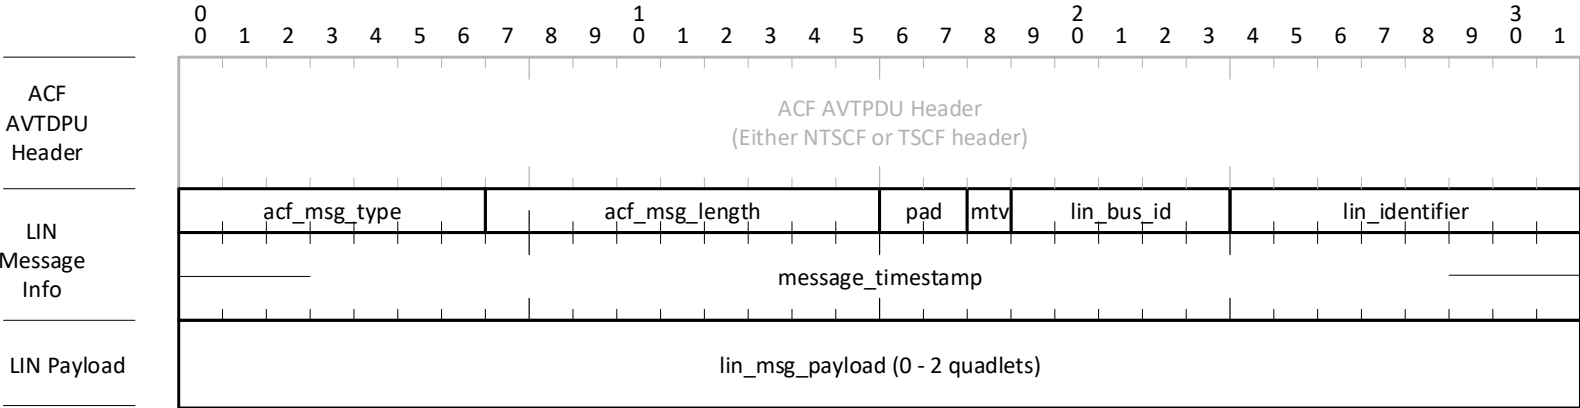 0 1 2 3
0 1 2 3 4 5 6 7 8 9 0 1 2 3 4 5 6 7 8 9 0 1 2 3 4 5 6 7 8 9 0 1
ACF
AVTDPU
Header
ACF AVTPDU Header
(Either NTSCF or TSCF header)
LIN
Message
Info
acf_msg_type acf_msg_length pad mtv lin_bus_id lin_identifier
message_timestamp
LIN Payload
lin_msg_payload (0 - 2 quadlets)